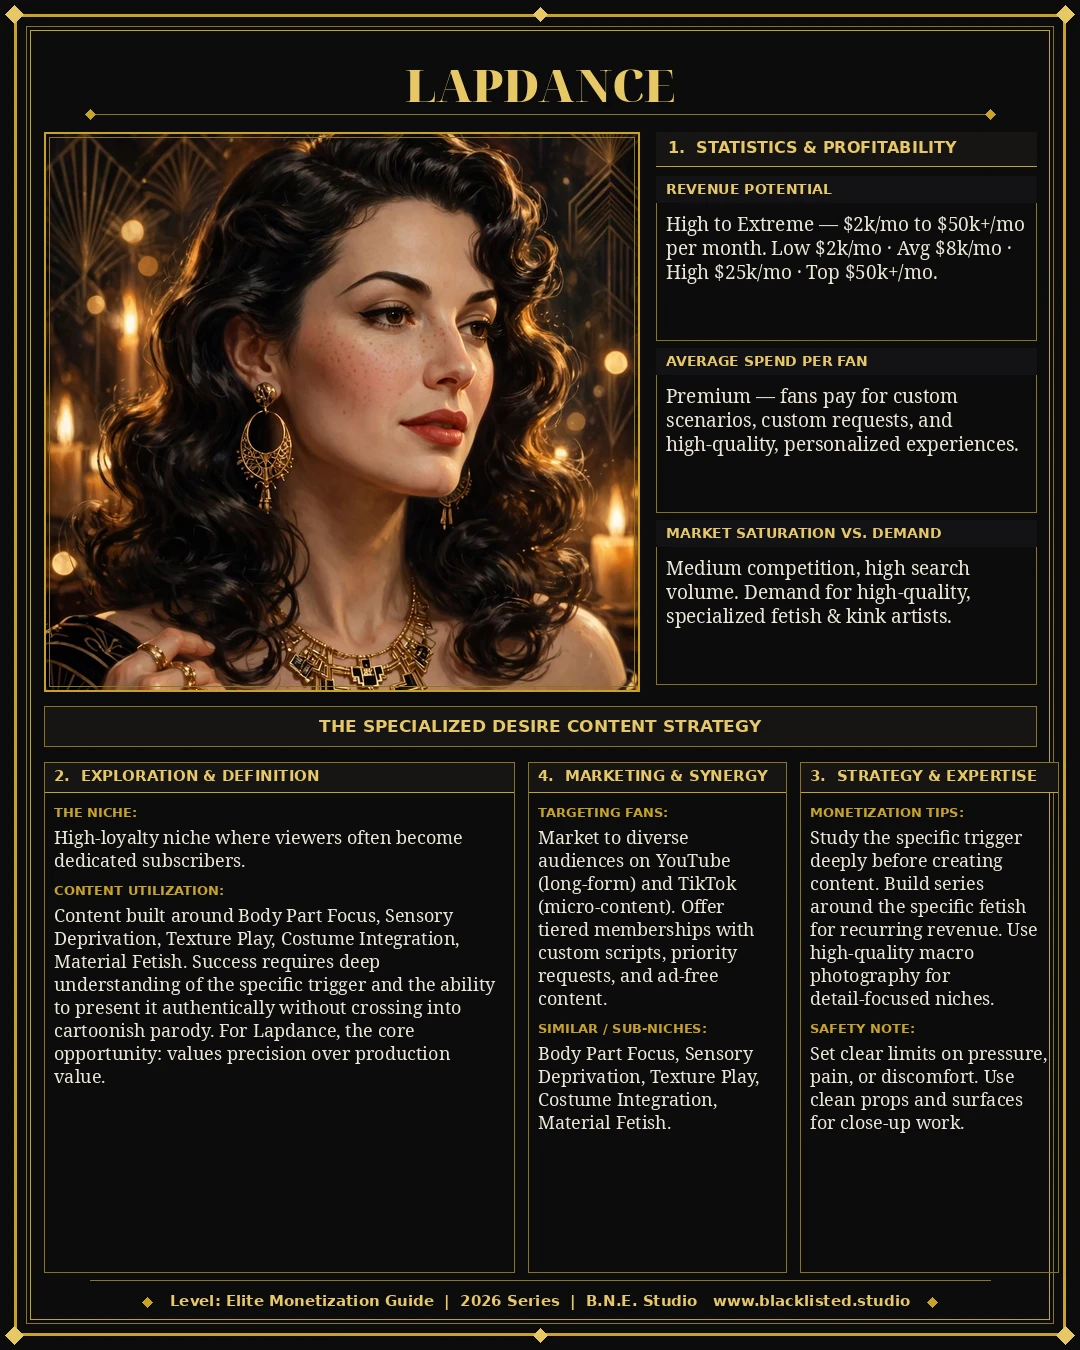 LAPDANCE
1. STATISTICS & PROFITABILITY
REVENUE POTENTIAL
High to Extreme — $2k/mo to $50k+/mo
per month. Low $2k/mo · Avg $8k/mo ·
High $25k/mo · Top $50k+/mo.
AVERAGE SPEND PER FAN
Premium — fans pay for custom
scenarios, custom requests, and
high-quality, personalized experiences.
MARKET SATURATION VS. DEMAND
Medium competition, high search
volume. Demand for high-quality,
specialized fetish & kink artists.
THE SPECIALIZED DESIRE CONTENT STRATEGY
2. EXPLORATION & DEFINITION
THE NICHE:
High-loyalty niche where viewers often become
dedicated subscribers.
CONTENT UTILIZATION:
Content built around Body Part Focus, Sensory
Deprivation, Texture Play, Costume Integration,
Material Fetish. Success requires deep
understanding of the specific trigger and the ability
to present it authentically without crossing into
cartoonish parody. For Lapdance, the core
opportunity: values precision over production
value.
4. MARKETING & SYNERGY
TARGETING FANS:
Market to diverse
audiences on YouTube
(long-form) and TikTok
(micro-content). Offer
tiered memberships with
custom scripts, priority
requests, and ad-free
content.
SIMILAR / SUB-NICHES:
Body Part Focus, Sensory
Deprivation, Texture Play,
Costume Integration,
Material Fetish.
3. STRATEGY & EXPERTISE
MONETIZATION TIPS:
Study the specific trigger
deeply before creating
content. Build series
around the specific fetish
for recurring revenue. Use
high-quality macro
photography for
detail-focused niches.
SAFETY NOTE:
Set clear limits on pressure,
pain, or discomfort. Use
clean props and surfaces
for close-up work.
Level: Elite Monetization Guide | 2026 Series | B.N.E. Studio www.blacklisted.studio